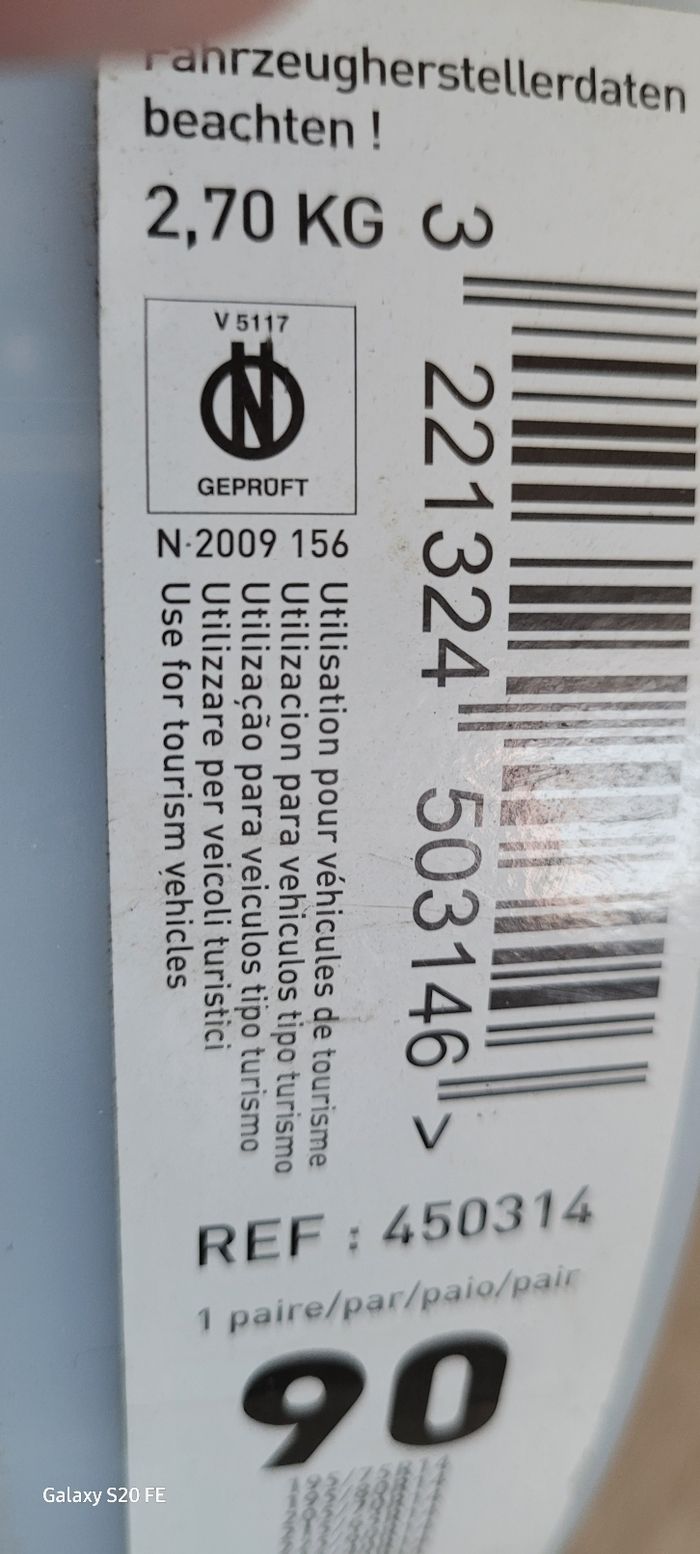 Fahrzeugherstellerdaten
beachten !
2,70 KG
V 5117
N
GEPRÜFT
N-2009 156
Utilisation pour véhicules de tourisme
Utilizacion para vehiculos tipo turismo
Utilização para veiculos tipo turismo
Utilizzare per veicoli turistici
Use for tourism vehicles
3 221324 503146 >
REF : 450314
1 paire/par/paio/pair
90
Galaxy S20 FE